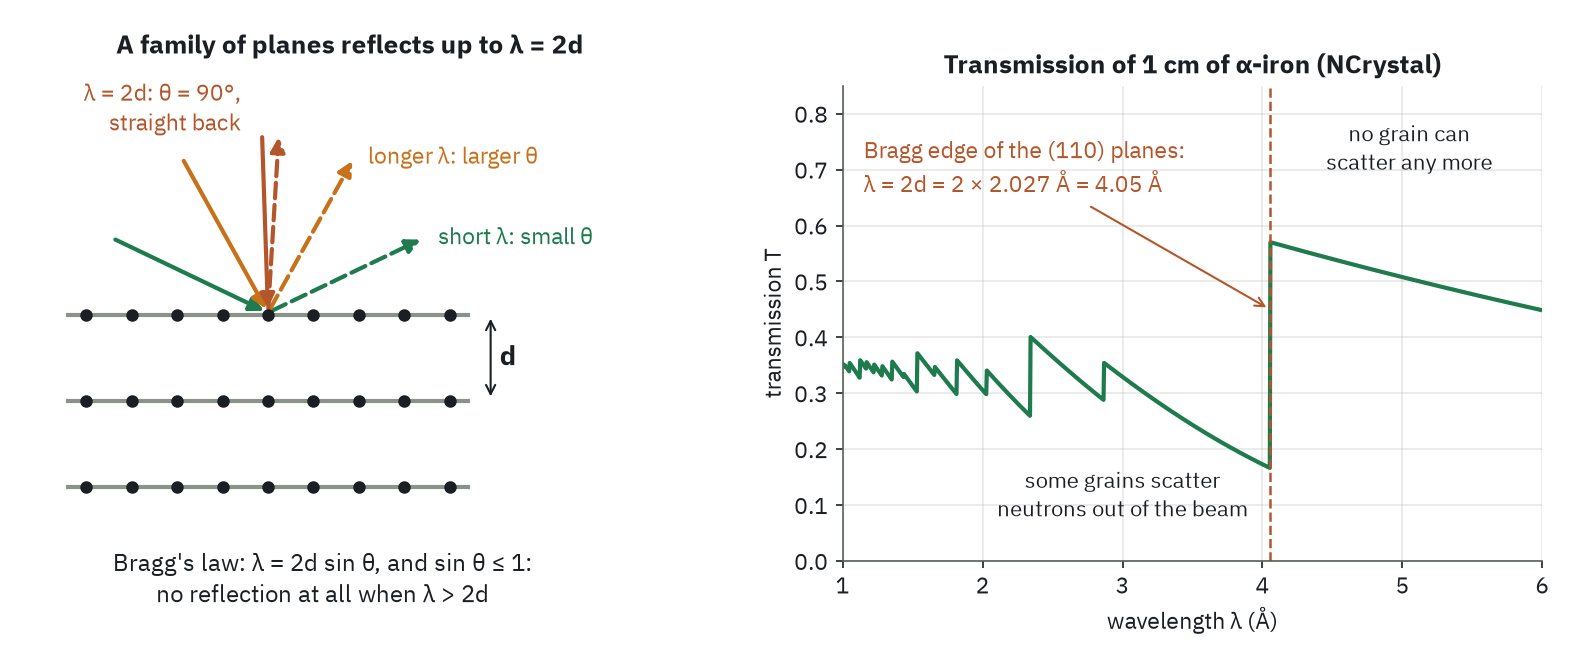 A family of planes reflects up to λ = 2d
λ = 2d: θ = 90°,
straight back
longer λ: larger θ
short λ: small θ
d
Bragg's law: λ = 2d sin θ, and sin θ ≤ 1:
no reflection at all when λ > 2d
Transmission of 1 cm of α-iron (NCrystal)
transmission T
0.8
0.7
0.6
0.5
0.4
0.3
0.2
0.1
0.0
Bragg edge of the (110) planes:
λ = 2d = 2 × 2.027 Å = 4.05 Å
no grain can
scatter any more
some grains scatter
neutrons out of the beam
1 2 3 4 5 6
wavelength λ (Å)